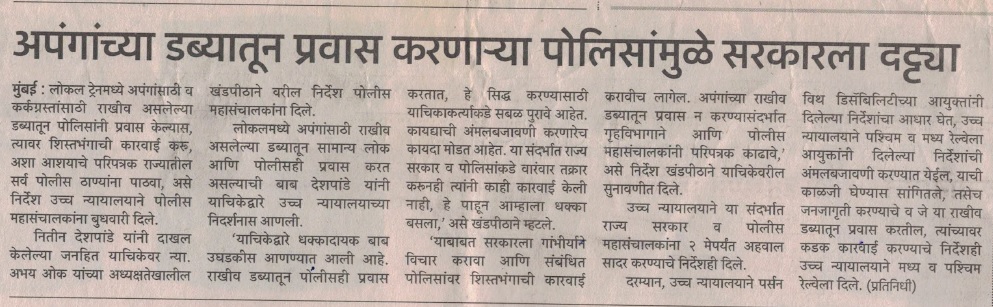 अपंगांच्या डब्यातून प्रवास करणाऱ्या पोलिसांमुळे सरकारला दट्ट्या
मुंबई : लोकल ट्रेनमध्ये अपंगांसाठी व
कर्कग्रस्तांसाठी राखीव असलेल्या
डब्यातून पोलिसांनी प्रवास केल्यास,
त्यावर शिस्तभंगाची कारवाई करू,
अशा आशयाचे परिपत्रक राज्यातील
सर्व पोलीस ठाण्यांना पाठवा, असे
निर्देश उच्च न्यायालयाने पोलीस
महासंचालकांना बुधवारी दिले.
नितीन देशपांडे यांनी दाखल
केलेल्या जनहित याचिकेवर न्या.
अभय ओक यांच्या अध्यक्षतेखालील
खंडपीठाने वरील निर्देश पोलीस
महासंचालकांना दिले.
लोकलमध्ये अपंगांसाठी राखीव
असलेल्या डब्यातून सामान्य लोक
आणि पोलीसही प्रवास करत
असल्याची बाब देशपांडे यांनी
याचिकेद्वारे उच्च न्यायालयाच्या
निदर्शनास आणली.
‘याचिकेद्वारे धक्कादायक बाब
उघडकीस आणण्यात आली आहे.
राखीव डब्यातून पोलीसही प्रवास
करतात, हे सिद्ध करण्यासाठी
याचिकाकर्त्याकडे सबळ पुरावे आहेत.
कायद्याची अंमलबजावणी करणारेच
कायदा मोडत आहेत. या संदर्भात राज्य
सरकार व पोलिसांकडे वारंवार तक्रार
करूनही त्यांनी काही कारवाई केली
नाही, हे पाहून आम्हाला धक्का
बसला,’ असे खंडपीठाने म्हटले.
‘याबाबत सरकारला गांभीर्याने
विचार करावा आणि संबंधित
पोलिसांवर शिस्तभंगाची कारवाई
करावीच लागेल. अपंगांच्या राखीव
डब्यातून प्रवास न करण्यासंदर्भात
गृहविभागाने आणि पोलीस
महासंचालकांनी परिपत्रक काढावे,’
असे निर्देश खंडपीठाने याचिकेवरील
सुनावणीत दिले.
उच्च न्यायालयाने या संदर्भात
राज्य सरकार व पोलीस
महासंचालकांना २ मेपर्यंत अहवाल
सादर करण्याचे निर्देशही दिले.
दरम्यान, उच्च न्यायालयाने पर्सन
विथ डिसॅबिलिटीच्या आयुक्तांनी
दिलेल्या निर्देशांचा आधार घेत, उच्च
न्यायालयाने पश्चिम व मध्य रेल्वेला
आयुक्तांनी दिलेल्या निर्देशांची
अंमलबजावणी करण्यात येईल, याची
काळजी घेण्यास सांगितले, तसेच
जनजागृती करण्याचे व जे या राखीव
डब्यातून प्रवास करतील, त्यांच्यावर
कडक कारवाई करण्याचे निर्देशही
उच्च न्यायालयाने मध्य व पश्चिम
रेल्वेला दिले. (प्रतिनिधी)